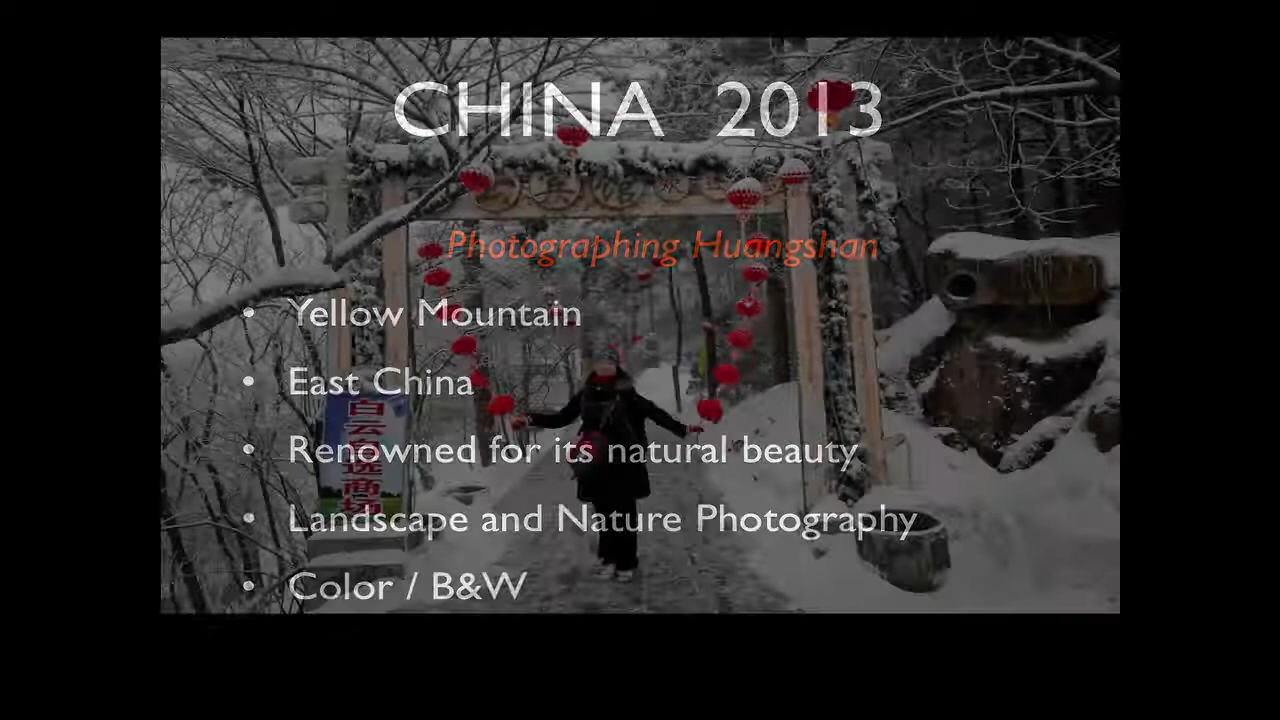 CHINA 2013
Photographing Huangshan
• Yellow Mountain
• East China
• Renowned for its natural beauty
• Landscape and Nature Photography
• Color / B&W